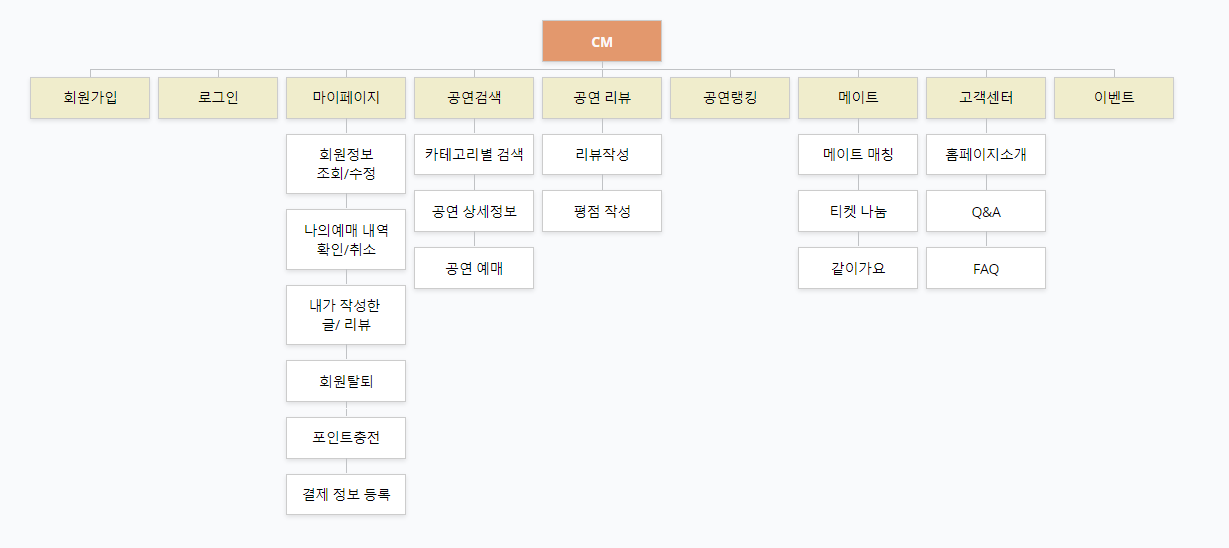 CM
회원가입
로그인
마이페이지
공연검색
공연 리뷰
공연랭킹
메이트
고객센터
이벤트
회원정보
조회/수정
나의예매 내역
확인/취소
내가 작성한
글/ 리뷰
회원탈퇴
포인트충전
결제 정보 등록
카테고리별 검색
공연 상세정보
공연 예매
리뷰작성
평점 작성
메이트 매칭
티켓 나눔
같이가요
홈페이지소개
Q&A
FAQ